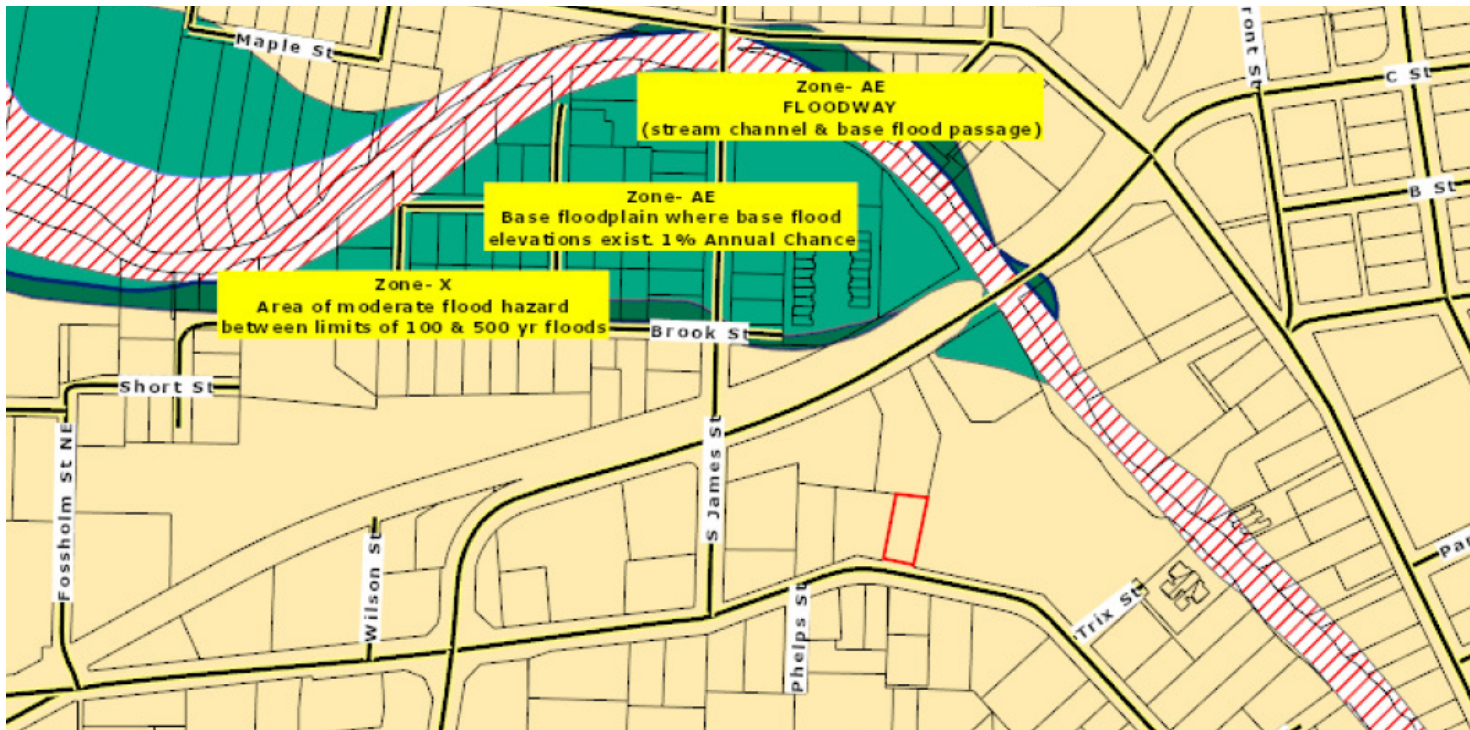 Maple St
ront St
C St
Zone- AE
FLOODWAY
(stream channel & base flood passage)
B St
Zone- AE
Base floodplain where base flood
elevations exist. 1% Annual Chance
Zone- X
Area of moderate flood hazard
between limits of 100 & 500 yr floods
Brook St
Short St
Fossholm St NE
S James St
Wilson St
Par
Phelps St
Trix St